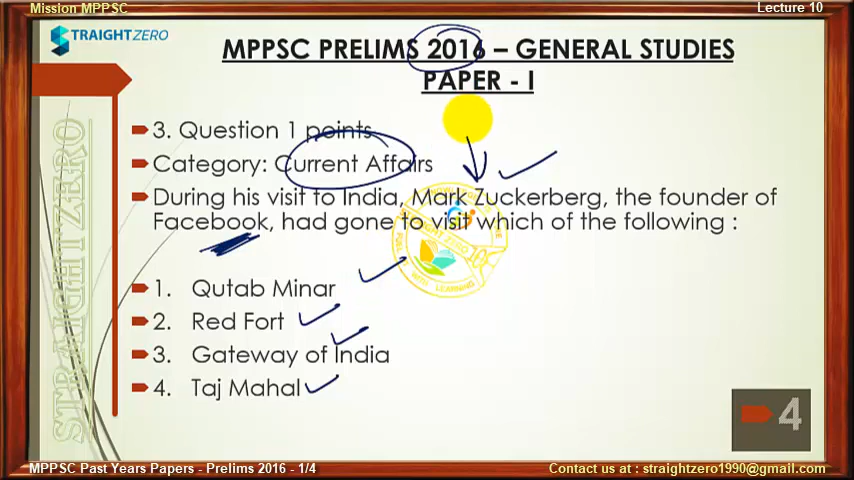 Mission MPPSC
Lecture 10
STRAIGHTZERO
MPPSC PRELIMS 2016 – GENERAL STUDIES
PAPER - I
3. Question 1 points
Category: Current Affairs
During his visit to India, Mark Zuckerberg, the founder of
Facebook, had gone to visit which of the following :
1. Qutab Minar
2. Red Fort
3. Gateway of India
4. Taj Mahal
STRAIGHTZERO
STRAIGHT ZERO
4
MPPSC Past Years Papers - Prelims 2016 - 1/4
Contact us at : straightzero1990@gmail.com